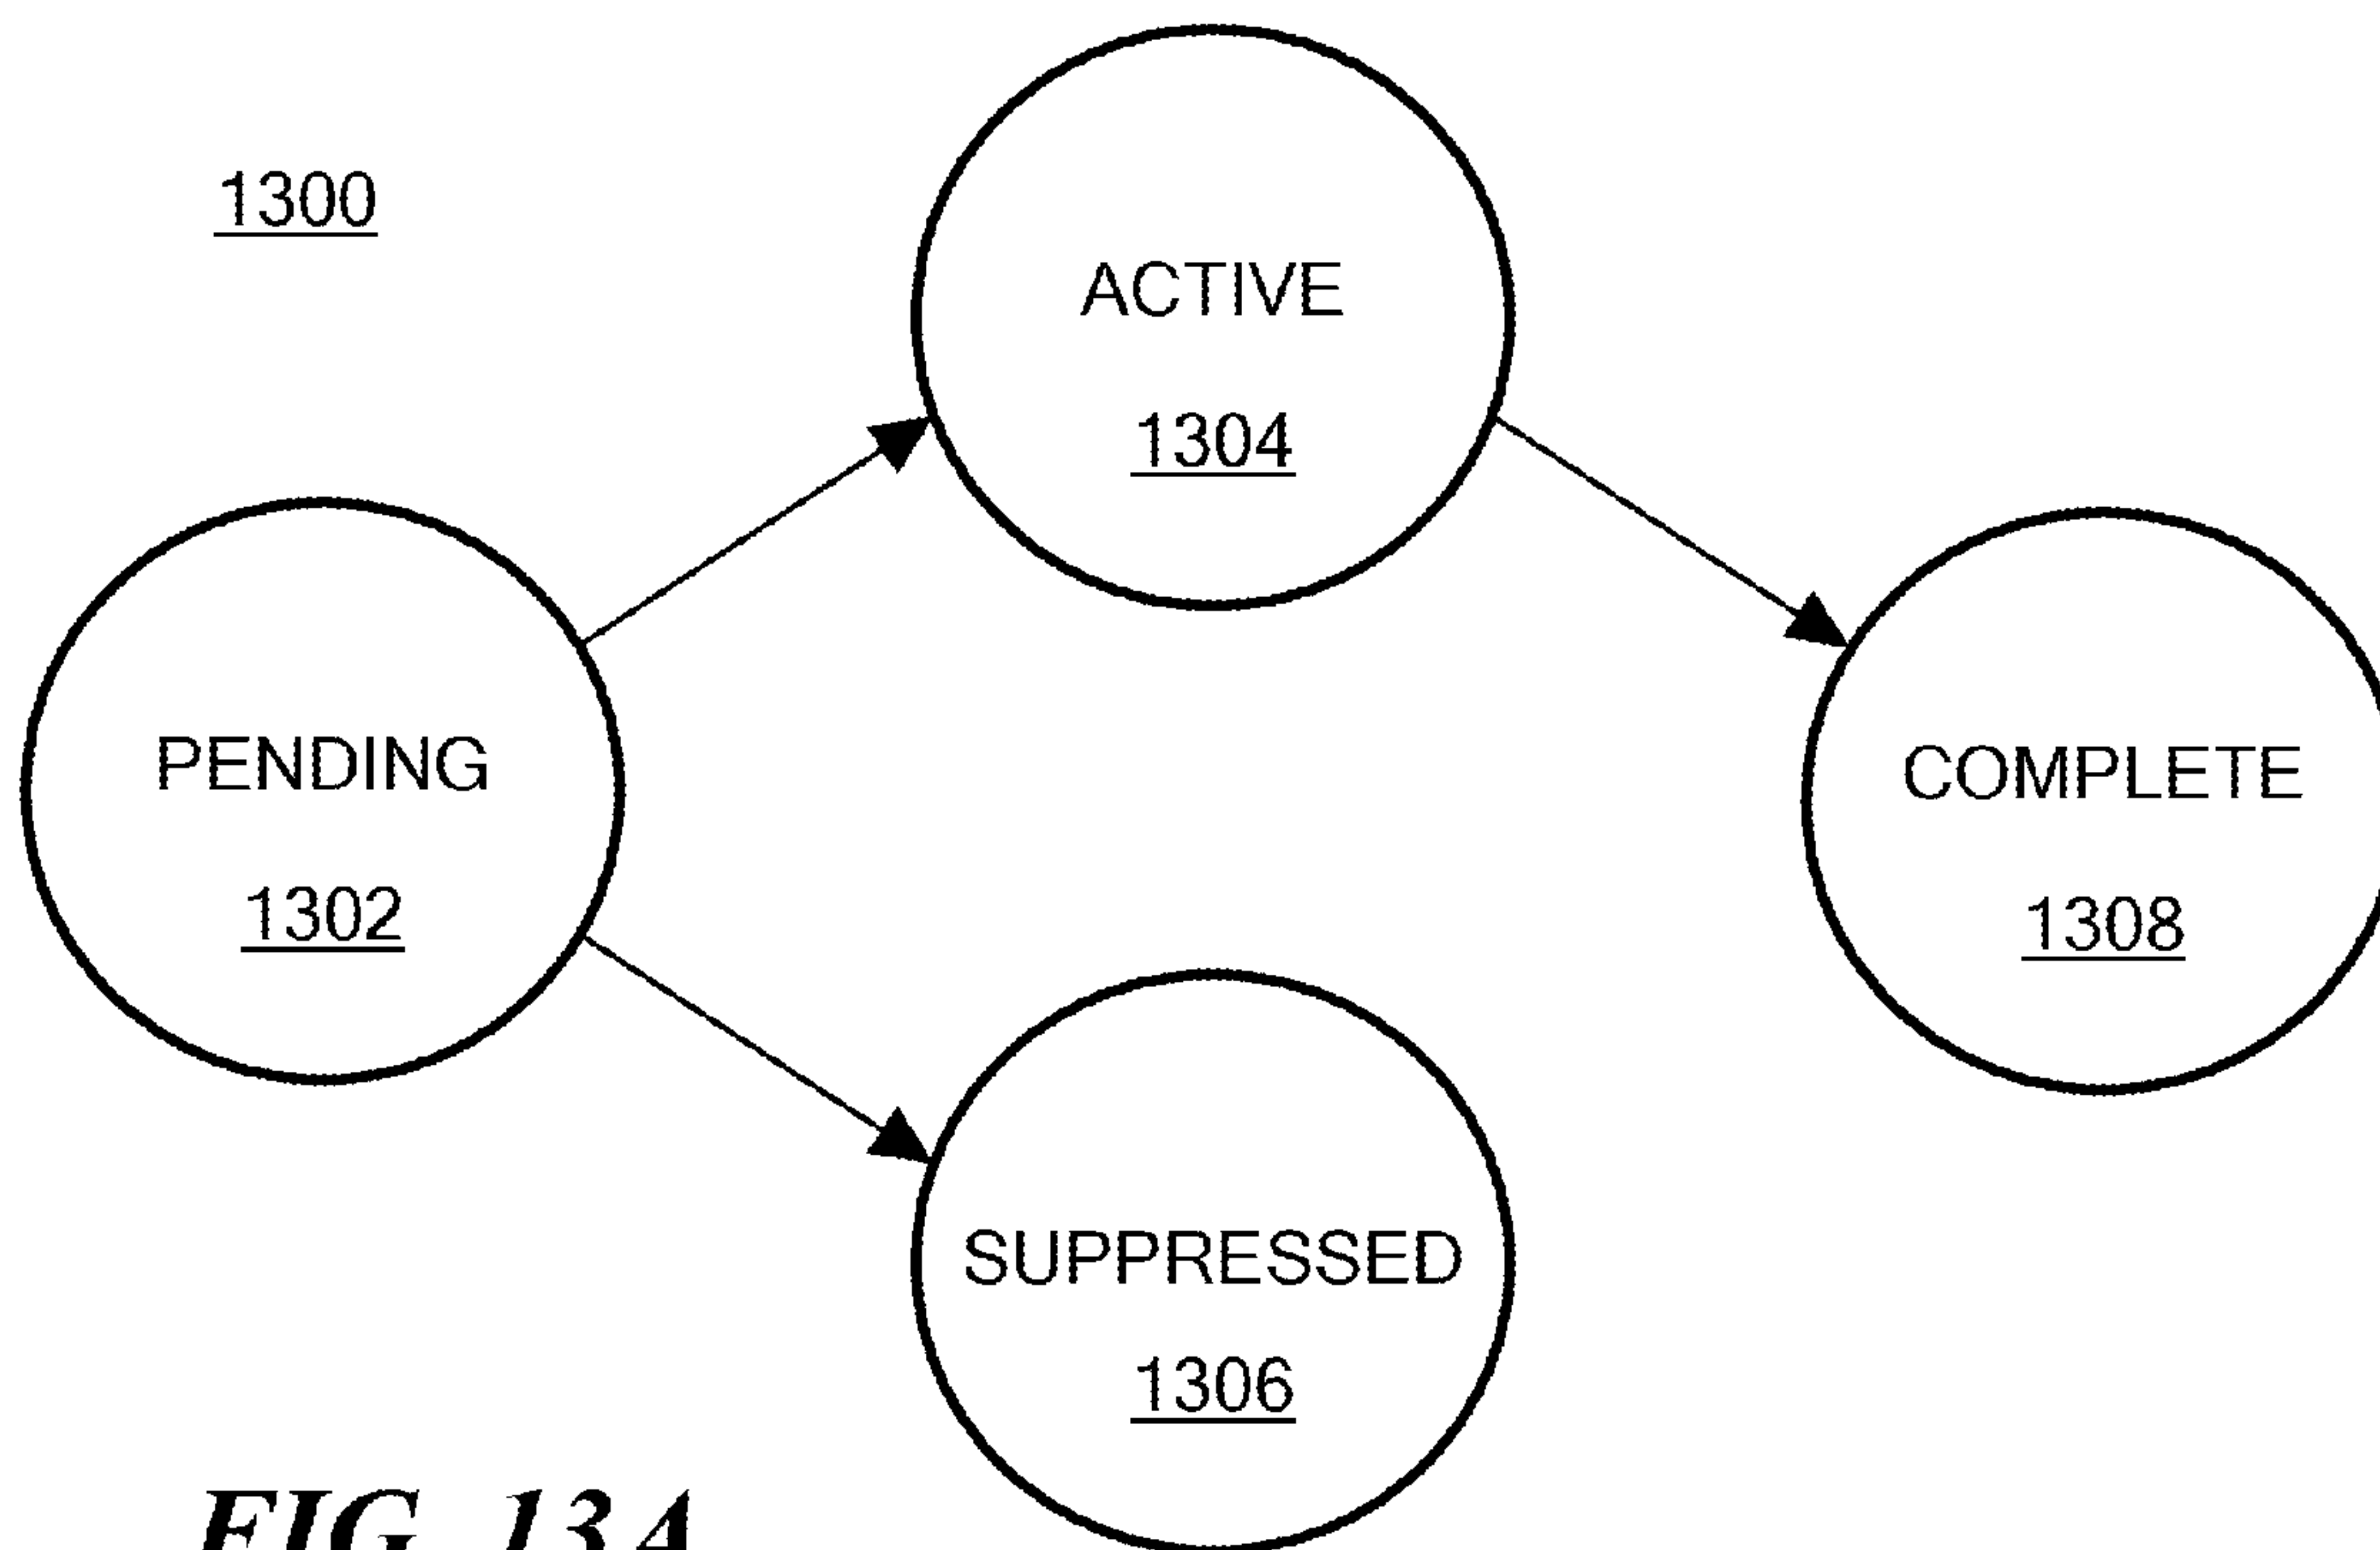 1300
ACTIVE
1304
PENDING
1302
COMPLETE
1308
SUPPRESSED
1306
FIG 13A